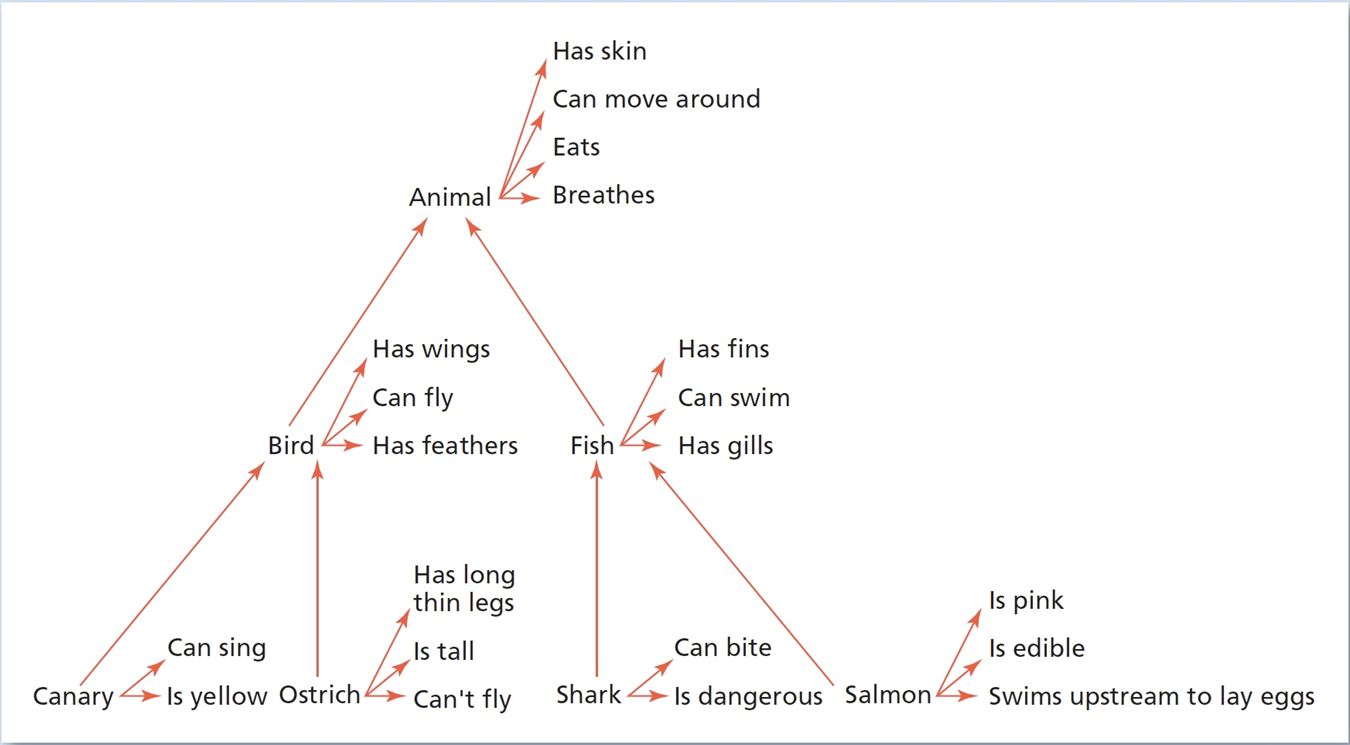 Has skin
Can move around
Eats
Animal
Breathes
Has wings
Can fly
Bird
Has feathers
Has fins
Can swim
Fish
Has gills
Can sing
Canary
Is yellow
Has long
thin legs
Is tall
Ostrich
Can't fly
Can bite
Shark
Is dangerous
Is pink
Is edible
Salmon
Swims upstream to lay eggs